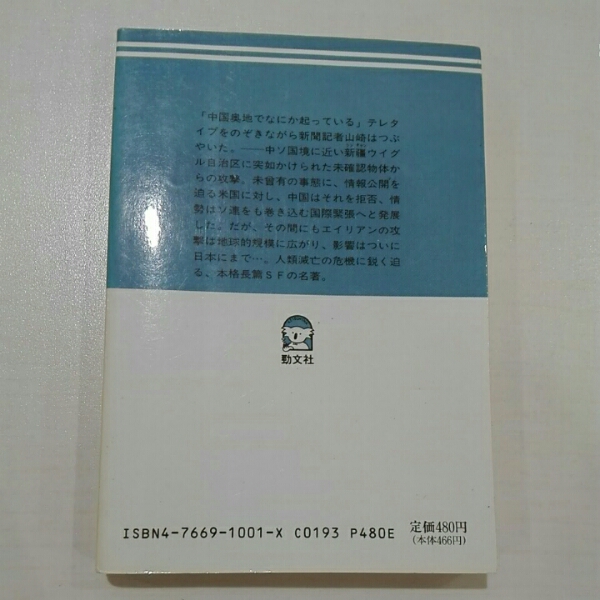 「中国奥地でなにか起っている」テレタ
イプをのぞきながら新聞記者山崎はつぶ
やいた。――中ソ国境に近い新疆ウイグ
ル自治区に突如かけられた未確認物体か
らの攻撃。未曾有の事態に、情報公開を
迫る米国に対し、中国はそれを拒否、情
勢はソ連をも巻き込む国際緊張へと発展
した。だが、その間にもエイリアンの攻
撃は地球的規模に広がり、影響はついに
日本にまで…。人類滅亡の危機に鋭く迫
る、本格長篇SFの名著。
勁文社
ISBN4-7669-1001-X C0193 P480E
定価480円
(本体466円)